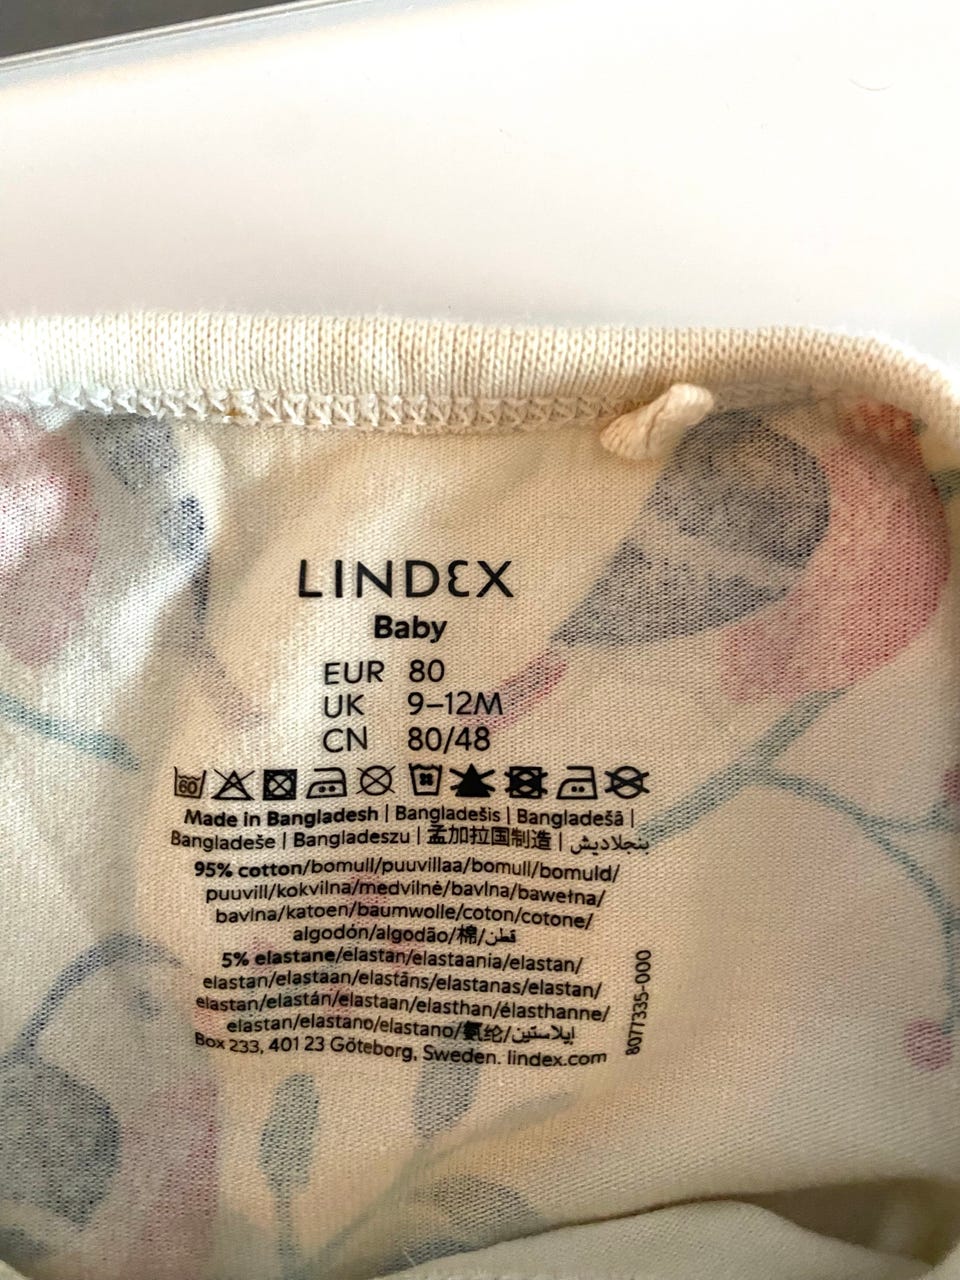 LINDEX
Baby
EUR 80
UK 9–12M
CN 80/48
60
Made in Bangladesh | Bangladešis | Bangladešā |
Bangladeše | Bangladeszu | 孟加拉国制造 | بنجلاديش
95% cotton/bomull/puuvillaa/bomull/bomuld/
puuvill/kokvilna/medvilnė/bavlna/bawełna/
bavlna/katoen/baumwolle/coton/cotone/
algodón/algodão/棉/قطن
5% elastane/elastan/elastaania/elastan/
elastan/elastaan/elastāns/elastanas/elastan/
elastan/elastán/elastaan/elasthan/élasthanne/
elastan/elastano/elastano/氨纶/إيلاستين
Box 233, 401 23 Göteborg, Sweden. lindex.com
8077335-000